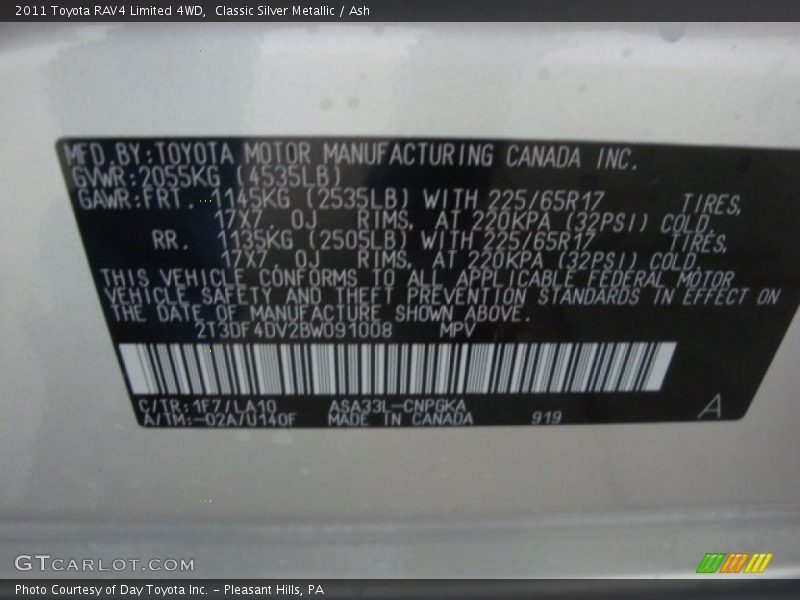 2011 Toyota RAV4 Limited 4WD,  Classic Silver Metallic / Ash
MFD.BY:TOYOTA MOTOR MANUFACTURING CANADA INC.
GVWR:2055KG (4535LB)
GAWR:FRT. 1145KG (2535LB) WITH 225/65R17 TIRES,
17X7.0J RIMS, AT 220KPA (32PSI) COLD.
RR. 1135KG (2505LB) WITH 225/65R17 TIRES,
17X7.0J RIMS, AT 220KPA (32PSI) COLD.
THIS VEHICLE CONFORMS TO ALL APPLICABLE FEDERAL MOTOR
VEHICLE SAFETY AND THEFT PREVENTION STANDARDS IN EFFECT ON
THE DATE OF MANUFACTURE SHOWN ABOVE.
2T3DF4DV2BW091008 MPV
C/TR:1F7/LA10 ASA33L-CNPGKA
A/TM:-02A/U140F MADE IN CANADA 919
A
GTCARLOT.COM
Photo Courtesy of Day Toyota Inc. - Pleasant Hills, PA